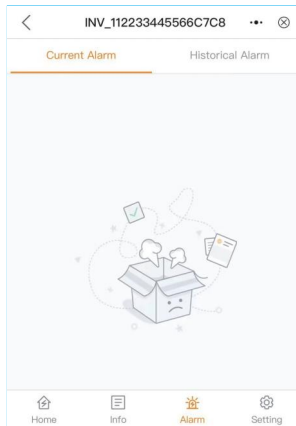 INV_112233445566C7C8
Current Alarm Historical Alarm
Home Info Alarm Setting